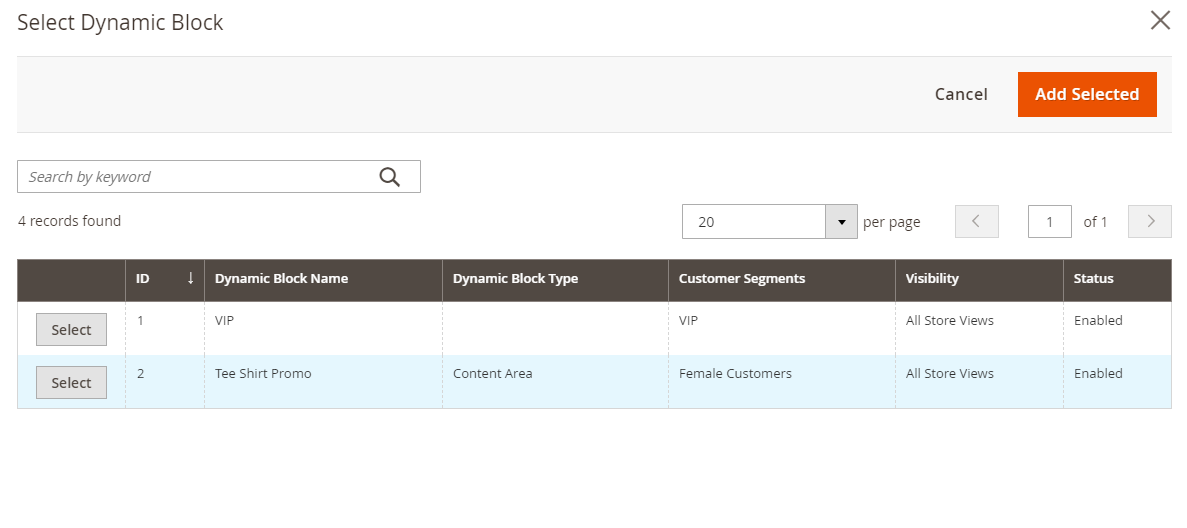 Select Dynamic Block
Cancel Add Selected
Search by keyword
4 records found 20 per page 1 of 1
ID ↓ Dynamic Block Name Dynamic Block Type Customer Segments Visibility Status
Select 1 VIP VIP All Store Views Enabled
Select 2 Tee Shirt Promo Content Area Female Customers All Store Views Enabled